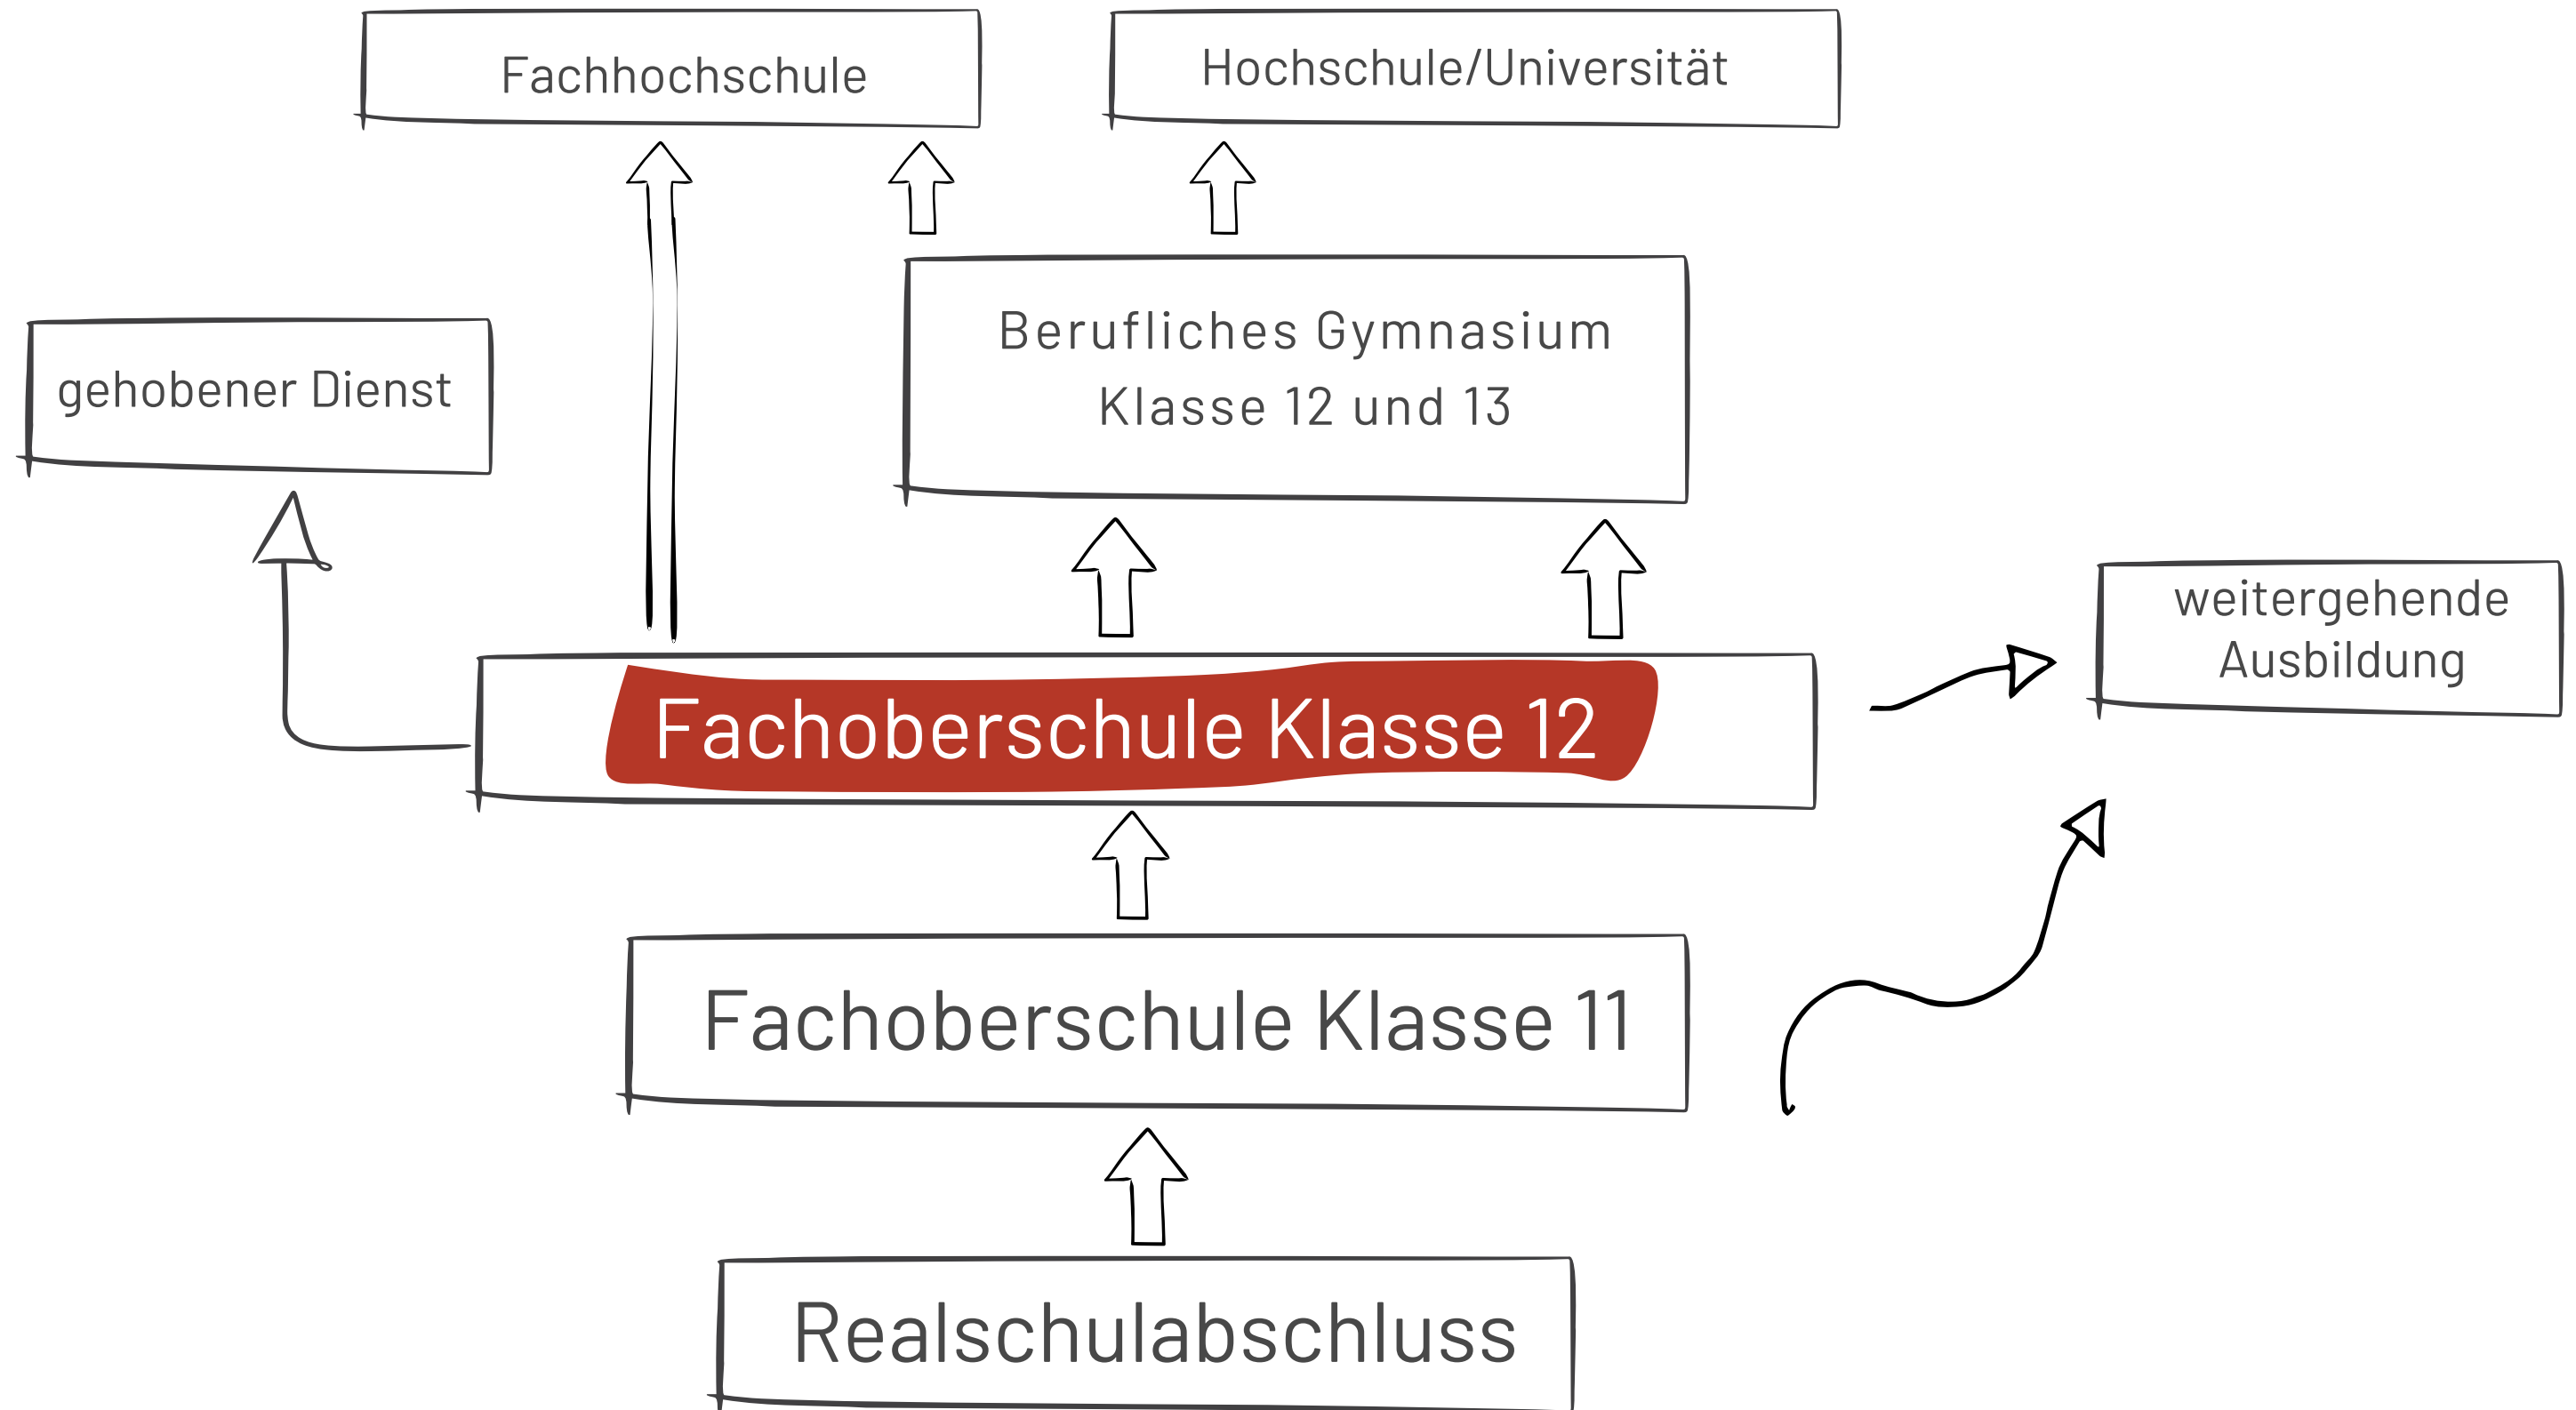 Fachhochschule
Hochschule/Universität
Berufliches Gymnasium
Klasse 12 und 13
gehobener Dienst
weitergehende
Ausbildung
Fachoberschule Klasse 12
Fachoberschule Klasse 11
Realschulabschluss